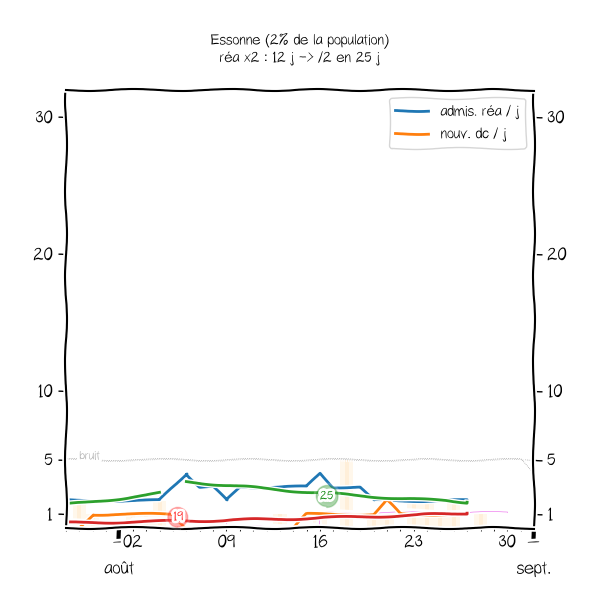 Essonne (2% de la population)
réa x2 : 12 j -> /2 en 25 j
admis. réa / j
nouv. dc / j
30
30
20
20
10
10
bruit
5
5
25
19
1
1
02
09
16
23
30
août
sept.